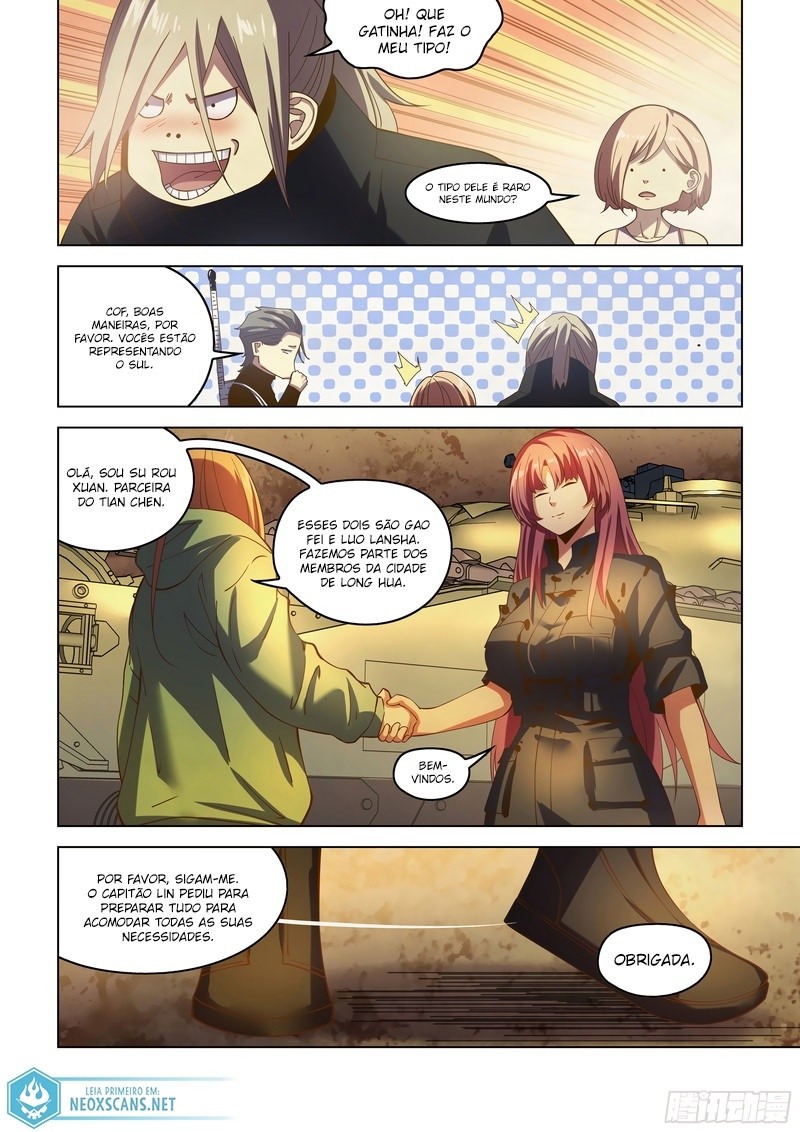 OH! QUE
GATINHA! FAZ O
MEU TIPO!
O TIPO DELE É RARO
NESTE MUNDO?
COF, BOAS
MANEIRAS, POR
FAVOR. VOCÊS ESTÃO
REPRESENTANDO
O SUL.
OLÁ, SOU SU ROU
XUAN. PARCEIRA
DO TIAN CHEN.
ESSES DOIS SÃO GAO
FEI E LUO LANSHA.
FAZEMOS PARTE DOS
MEMBROS DA CIDADE
DE LONG HUA.
BEM-
VINDOS.
POR FAVOR, SIGAM-ME.
O CAPITÃO LIN PEDIU PARA
PREPARAR TUDO PARA
ACOMODAR TODAS AS SUAS
NECESSIDADES.
OBRIGADA.
LEIA PRIMEIRO EM:
NEOXSCANS.NET
腾讯动漫